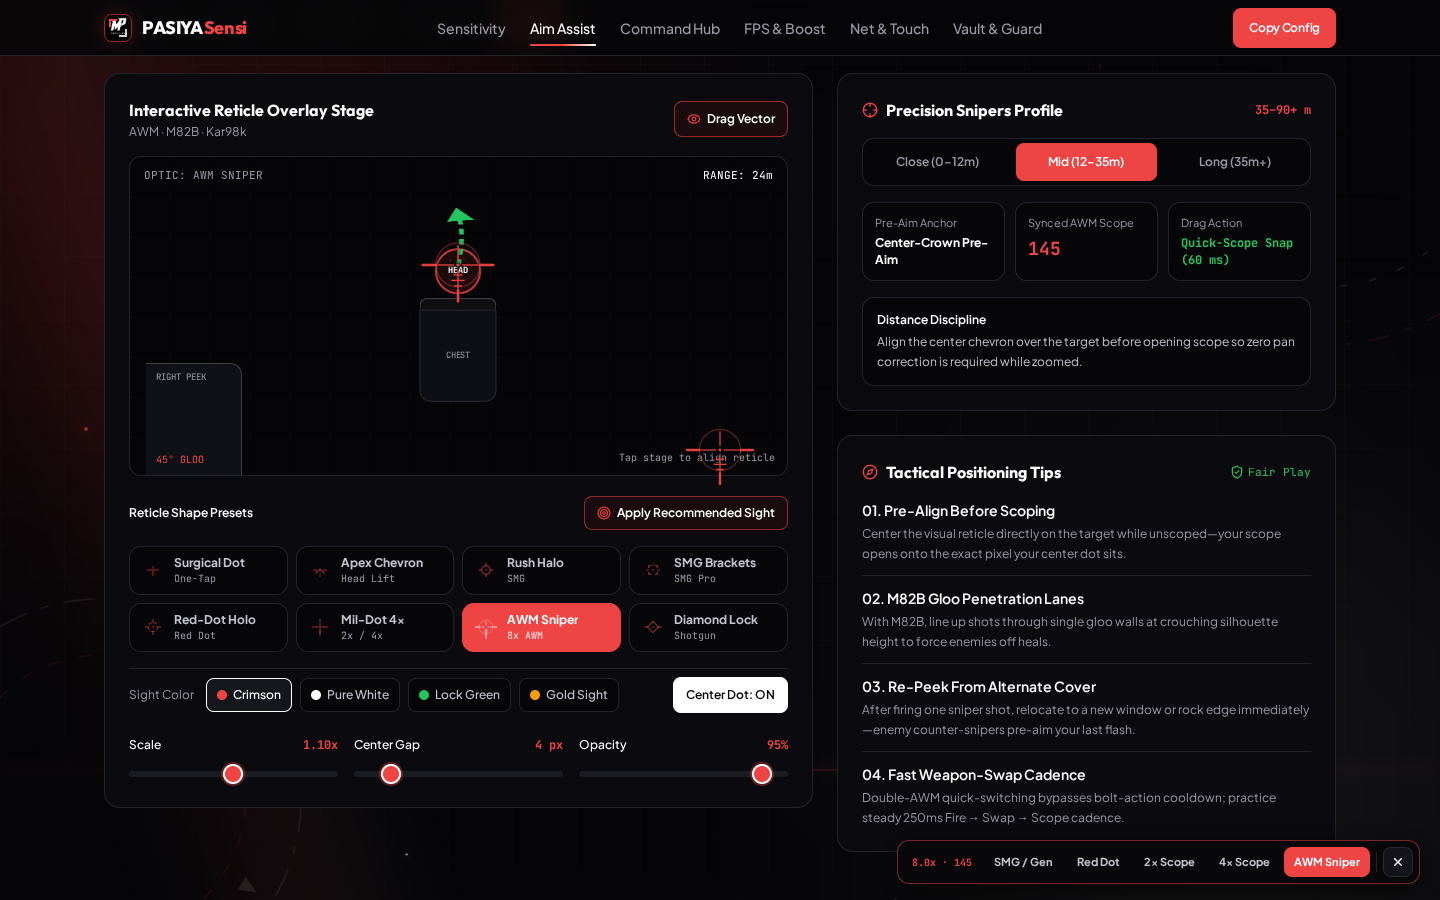 PASIYA Sensi
Sensitivity
Aim Assist
Command Hub
FPS & Boost
Net & Touch
Vault & Guard
Copy Config
Interactive Reticle Overlay Stage
AWM · M82B · Kar98k
Drag Vector
OPTIC: AWM SNIPER
RANGE: 24m
HEAD
CHEST
RIGHT PEEK
45° GLOO
Tap stage to align reticle
Reticle Shape Presets
Apply Recommended Sight
Surgical Dot
One-Tap
Apex Chevron
Head Lift
Rush Halo
SMG
SMG Brackets
SMG Pro
Red-Dot Holo
Red Dot
Mil-Dot 4×
2x / 4x
AWM Sniper
8x AWM
Diamond Lock
Shotgun
Sight Color
Crimson
Pure White
Lock Green
Gold Sight
Center Dot: ON
Scale
1.10x
Center Gap
4 px
Opacity
95%
Precision Snipers Profile
35–90+ m
Close (0–12m)
Mid (12–35m)
Long (35m+)
Pre-Aim Anchor
Center-Crown Pre-
Aim
Synced AWM Scope
145
Drag Action
Quick-Scope Snap
(60 ms)
Distance Discipline
Align the center chevron over the target before opening scope so zero pan
correction is required while zoomed.
Tactical Positioning Tips
Fair Play
01. Pre-Align Before Scoping
Center the visual reticle directly on the target while unscoped—your scope
opens onto the exact pixel your center dot sits.
02. M82B Gloo Penetration Lanes
With M82B, line up shots through single gloo walls at crouching silhouette
height to force enemies off heals.
03. Re-Peek From Alternate Cover
After firing one sniper shot, relocate to a new window or rock edge immediately
—enemy counter-snipers pre-aim your last flash.
04. Fast Weapon-Swap Cadence
Double-AWM quick-switching bypasses bolt-action cooldown; practice
steady 250ms Fire → Swap → Scope cadence.
8.0x · 145
SMG / Gen
Red Dot
2× Scope
4× Scope
AWM Sniper
✕